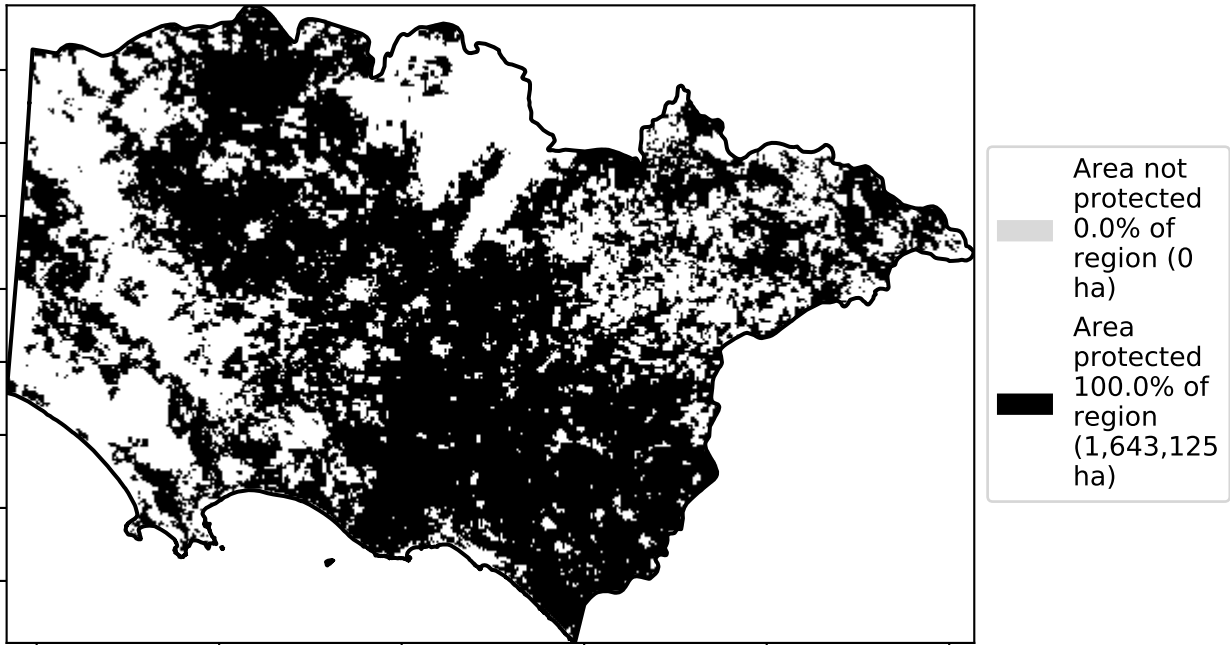 Area not
protected
0.0% of
region (0
ha)
Area
protected
100.0% of
region
(1,643,125
ha)